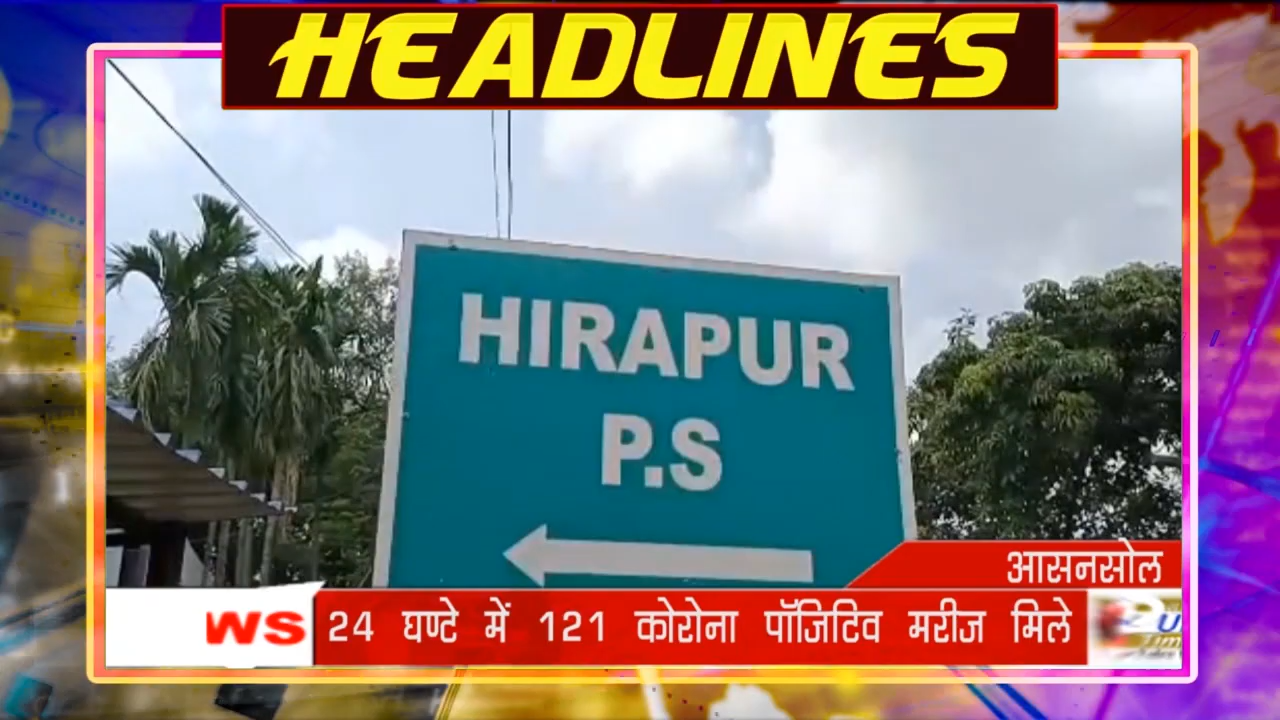 HEADLINES
HIRAPUR
P.S
आसनसोल
WS 24 घण्टे में 121 कोरोना पॉजिटिव मरीज मिले